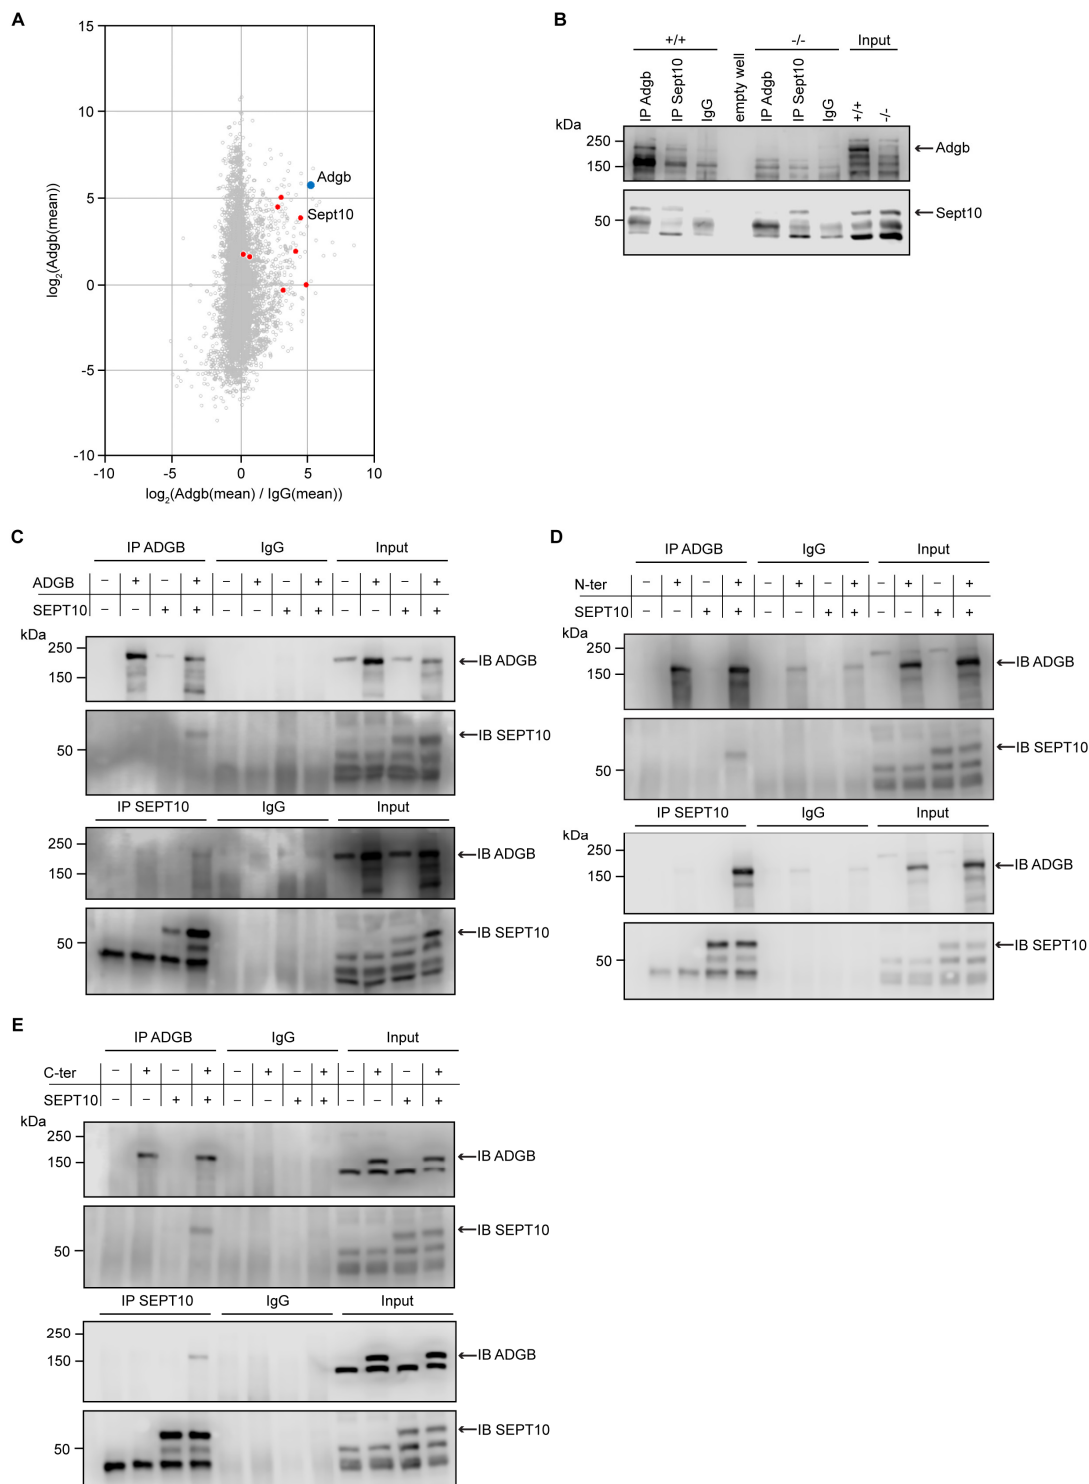 A
15
10
5
0
-5
-10
-10 -5 0 5 10
log2(Adgb(mean))
log2(Adgb(mean) / IgG(mean))
Adgb
Sept10
B
+/+ -/- Input
IP Adgb IP Sept10 IgG empty well IP Adgb IP Sept10 IgG +/+ -/-
kDa
250
150
←Adgb
50
←Sept10
C
IP ADGB IgG Input
ADGB – + – + – + – + – + – +
SEPT10 – – + + – – + + – – + +
kDa
250
150
←IB ADGB
50
←IB SEPT10
IP SEPT10 IgG Input
250
150
←IB ADGB
50
←IB SEPT10
D
IP ADGB IgG Input
N-ter – + – + – + – + – + – +
SEPT10 – – + + – – + + – – + +
kDa
250
150
←IB ADGB
50
←IB SEPT10
IP SEPT10 IgG Input
kDa
250
150
←IB ADGB
50
←IB SEPT10
E
IP ADGB IgG Input
C-ter – + – + – + – + – + – +
SEPT10 – – + + – – + + – – + +
kDa
250
150
←IB ADGB
50
←IB SEPT10
IP SEPT10 IgG Input
250
150
←IB ADGB
50
←IB SEPT10